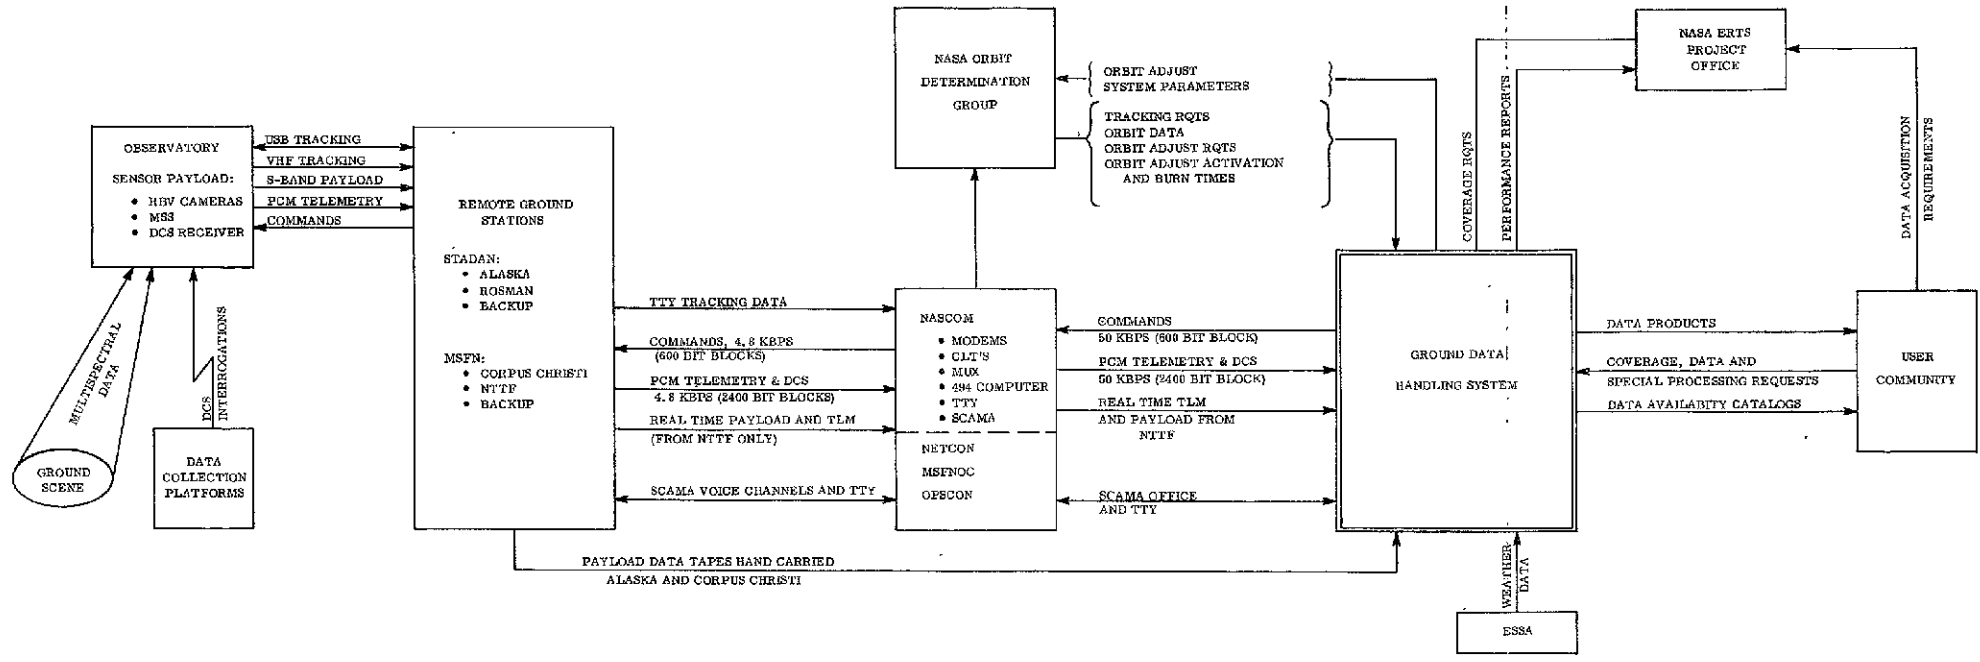 NASA ORBIT
DETERMINATION
GROUP
ORBIT ADJUST
SYSTEM PARAMETERS
TRACKING RQTS
ORBIT DATA
ORBIT ADJUST RQTS
ORBIT ADJUST ACTIVATION
AND BURN TIMES
COVERAGE RQTS
PERFORMANCE REPORTS
NASA ERTS
PROJECT
OFFICE
DATA ACQUISITION
REQUIREMENTS
OBSERVATORY
SENSOR PAYLOAD:
• RBV CAMERAS
• MSS
• DCS RECEIVER
USB TRACKING
VHF TRACKING
S-BAND PAYLOAD
PCM TELEMETRY
COMMANDS
REMOTE GROUND
STATIONS
STADAN:
• ALASKA
• ROSMAN
• BACKUP
MSFN:
• CORPUS CHRISTI
• NTTF
• BACKUP
MULTISPECTRAL
DATA
DCS
INTERROGATIONS
GROUND
SCENE
DATA
COLLECTION
PLATFORMS
TTY TRACKING DATA
COMMANDS, 4.8 KBPS
(600 BIT BLOCKS)
PCM TELEMETRY & DCS
4.8 KBPS (2400 BIT BLOCKS)
REAL TIME PAYLOAD AND TLM
(FROM NTTF ONLY)
SCAMA VOICE CHANNELS AND TTY
NASCOM
• MODEMS
• CLT'S
• MUX
• 494 COMPUTER
• TTY
• SCAMA
NETCON
MSFNOC
OPSCON
COMMANDS
50 KBPS (600 BIT BLOCK)
PCM TELEMETRY & DCS
50 KBPS (2400 BIT BLOCK)
REAL TIME TLM
AND PAYLOAD FROM
NTTF
SCAMA OFFICE
AND TTY
GROUND DATA
HANDLING SYSTEM
DATA PRODUCTS
COVERAGE, DATA AND
SPECIAL PROCESSING REQUESTS
DATA AVAILABITY CATALOGS
USER
COMMUNITY
PAYLOAD DATA TAPES HAND CARRIED
ALASKA AND CORPUS CHRISTI
WEATHER
DATA
ESSA